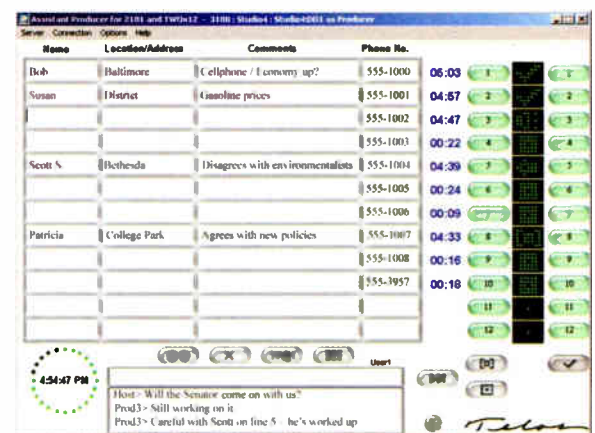 Assistant Producer for 2101 and TWOx12 - 3100 : Studio4 : Studio4D01 as Producer
Server Connection Options Help
Name Location/Address Comments Phone No.
Bob Baltimore Cellphone / Economy up? 555-1000 05:03 1
Susan District Gasoline prices 555-1001 04:57 2 2
555-1002 04:47 3 3
555-1003 00:22 4 4
Scott S. Bethesda Disagrees with environmentalists 555-1004 04:39
555-1005 00:24 6 6
555-1006 00:09
Patricia College Park Agrees with new policies 555-1007 04:33 8 8
555-1008 00:16 9 9
555-3957 00:18 10 10
11 11
12 12
User1
4:54:47 PM
Host> Will the Senator come on with us?
Prod3> Still working on it
Prod3> Careful with Scott on line 5 - he's worked up
Telos